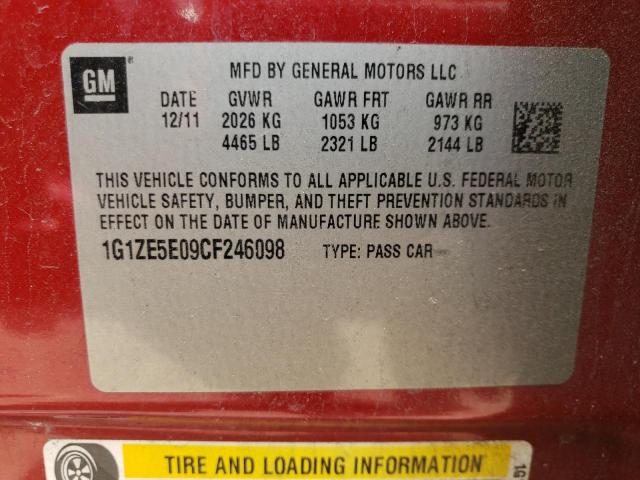 GM
MFD BY GENERAL MOTORS LLC
DATE GVWR GAWR FRT GAWR RR
12/11 2026 KG 1053 KG 973 KG
4465 LB 2321 LB 2144 LB
THIS VEHICLE CONFORMS TO ALL APPLICABLE U.S. FEDERAL MOTOR
VEHICLE SAFETY, BUMPER, AND THEFT PREVENTION STANDARDS IN
EFFECT ON THE DATE OF MANUFACTURE SHOWN ABOVE.
1G1ZE5E09CF246098 TYPE: PASS CAR
TIRE AND LOADING INFORMATION
1G